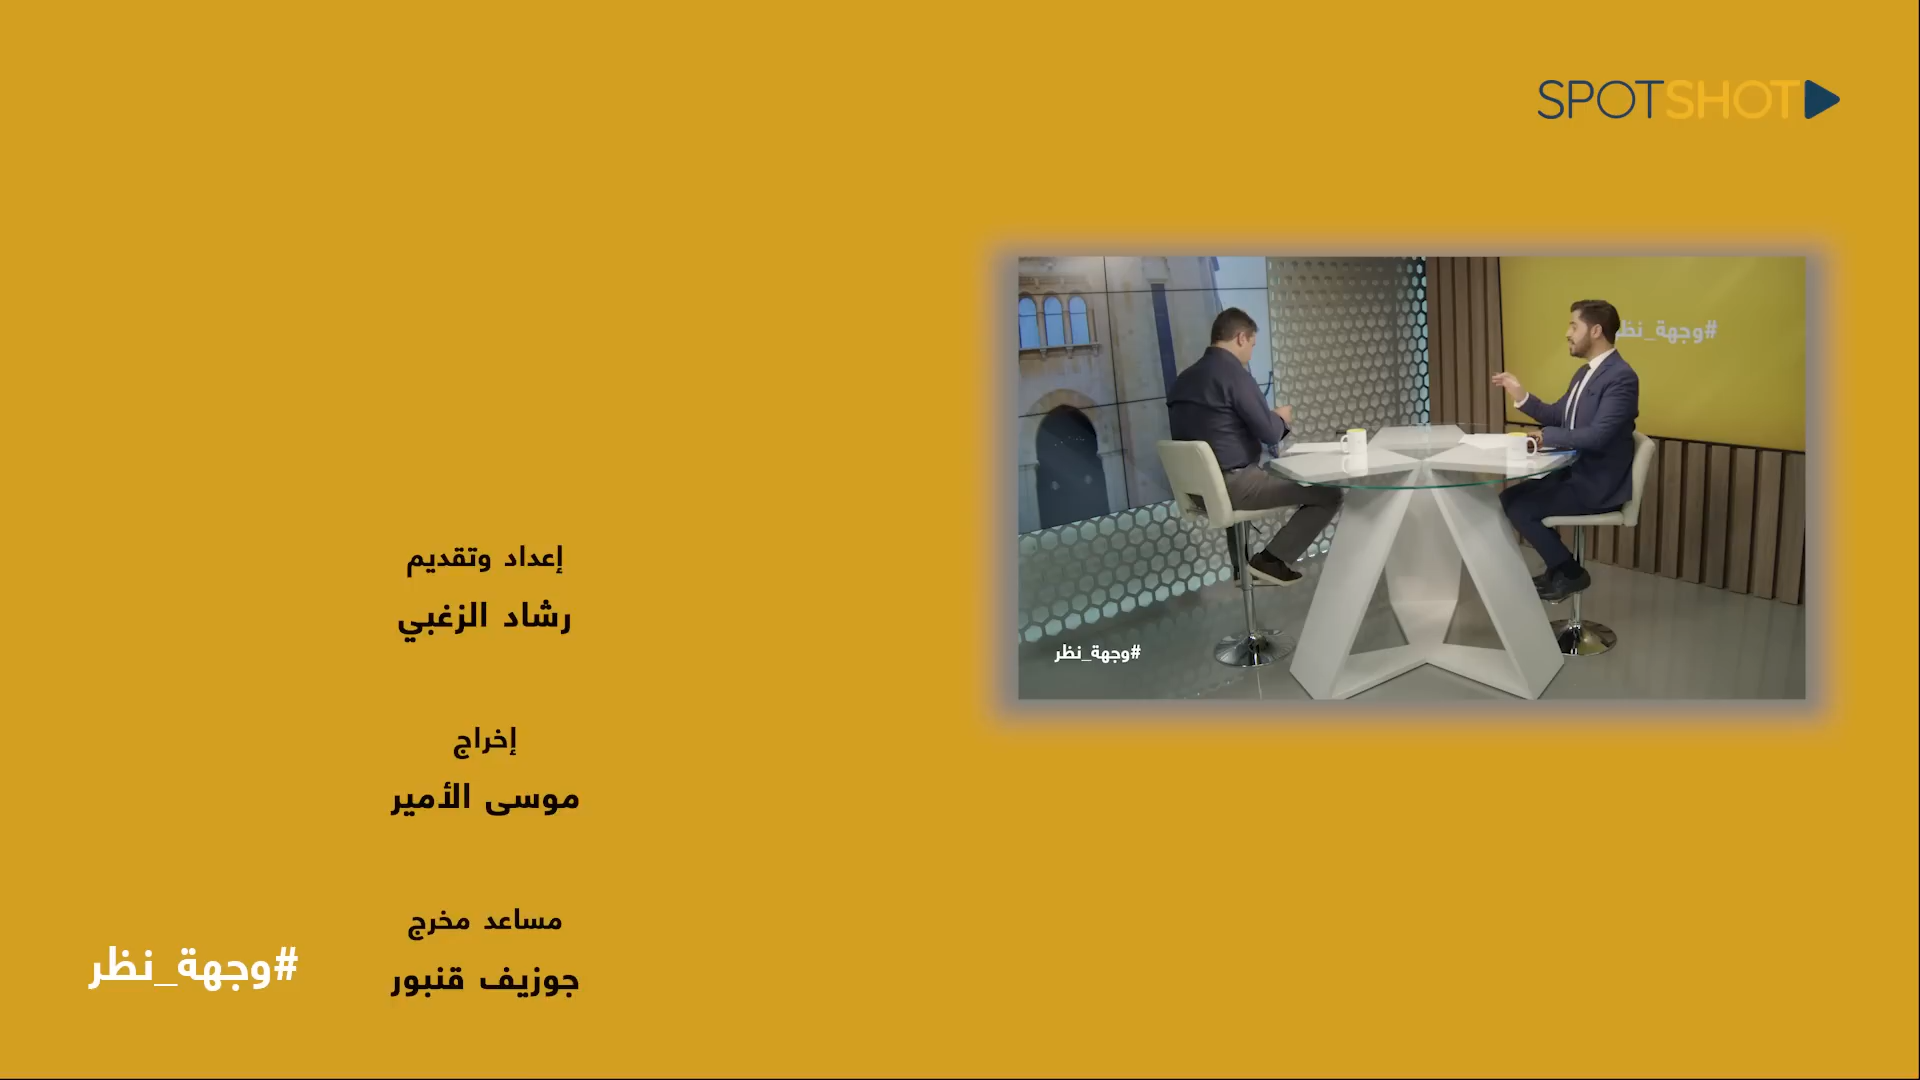 SPOTSHOT
#وجهة_نظر
#وجهة_نظر
إعداد وتقديم
رشاد الزغبي
إخراج
موسى الأمير
مساعد مخرج
جوزيف قنبور
#وجهة_نظر